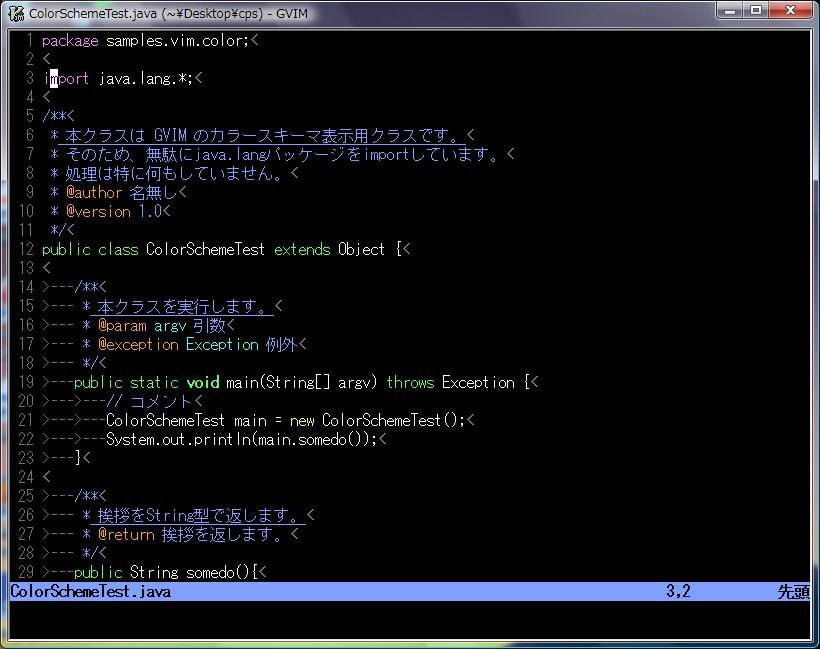 ColorSchemeTest.java (~¥Desktop¥cps) - GVIM
1 package samples.vim.color;<
2 <
3 import java.lang.*;<
4 <
5 /**<
6  * 本クラスは GVIM のカラースキーマ表示用クラスです。<
7  * そのため、無駄にjava.langパッケージをimportしています。<
8  * 処理は特に何もしていません。<
9  * @author 名無し<
10  * @version 1.0<
11  */<
12 public class ColorSchemeTest extends Object {<
13 <
14 >---/**<
15 >--- * 本クラスを実行します。<
16 >--- * @param argv 引数<
17 >--- * @exception Exception 例外<
18 >--- */<
19 >---public static void main(String[] argv) throws Exception {<
20 >--->---// コメント<
21 >--->---ColorSchemeTest main = new ColorSchemeTest();<
22 >--->---System.out.println(main.somedo());<
23 >---}<
24 <
25 >---/**<
26 >--- * 挨拶をString型で返します。<
27 >--- * @return 挨拶を返します。<
28 >--- */<
29 >---public String somedo(){<
ColorSchemeTest.java 3,2 先頭